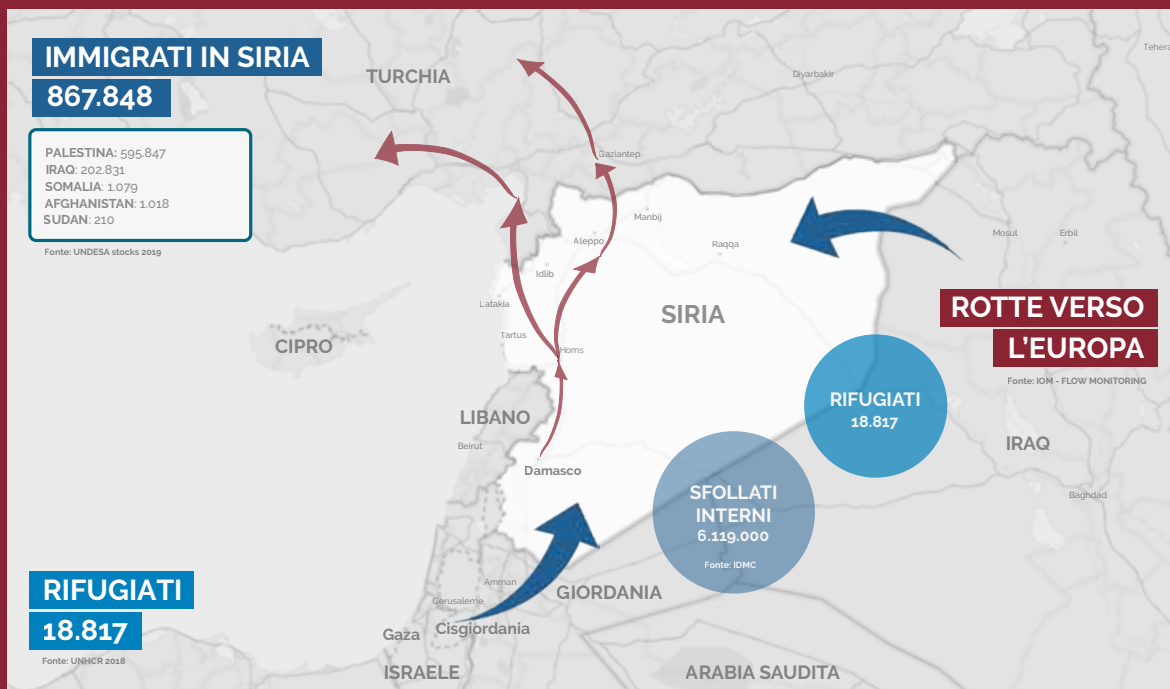 IMMIGRATI IN SIRIA
867.848
PALESTINA: 595.847
IRAQ: 202.831
SOMALIA: 1.079
AFGHANISTAN: 1.018
SUDAN: 210
Fonte: UNDESA stocks 2019
TURCHIA
Diyarbakir
Gaziantep
Manbij
Aleppo
Raqqa
Mosul
Erbil
Idlib
Latakia
SIRIA
Tartus
CIPRO
Homs
ROTTE VERSO
L'EUROPA
Fonte: IOM - FLOW MONITORING
RIFUGIATI
18.817
LIBANO
Beirut
IRAQ
Damasco
Baghdad
SFOLLATI
INTERNI
6.119.000
Fonte: IDMC
RIFUGIATI
18.817
Fonte: UNHCR 2018
Amman
GIORDANIA
Gerusaleme
Gaza
Cisgiordania
ISRAELE
ARABIA SAUDITA